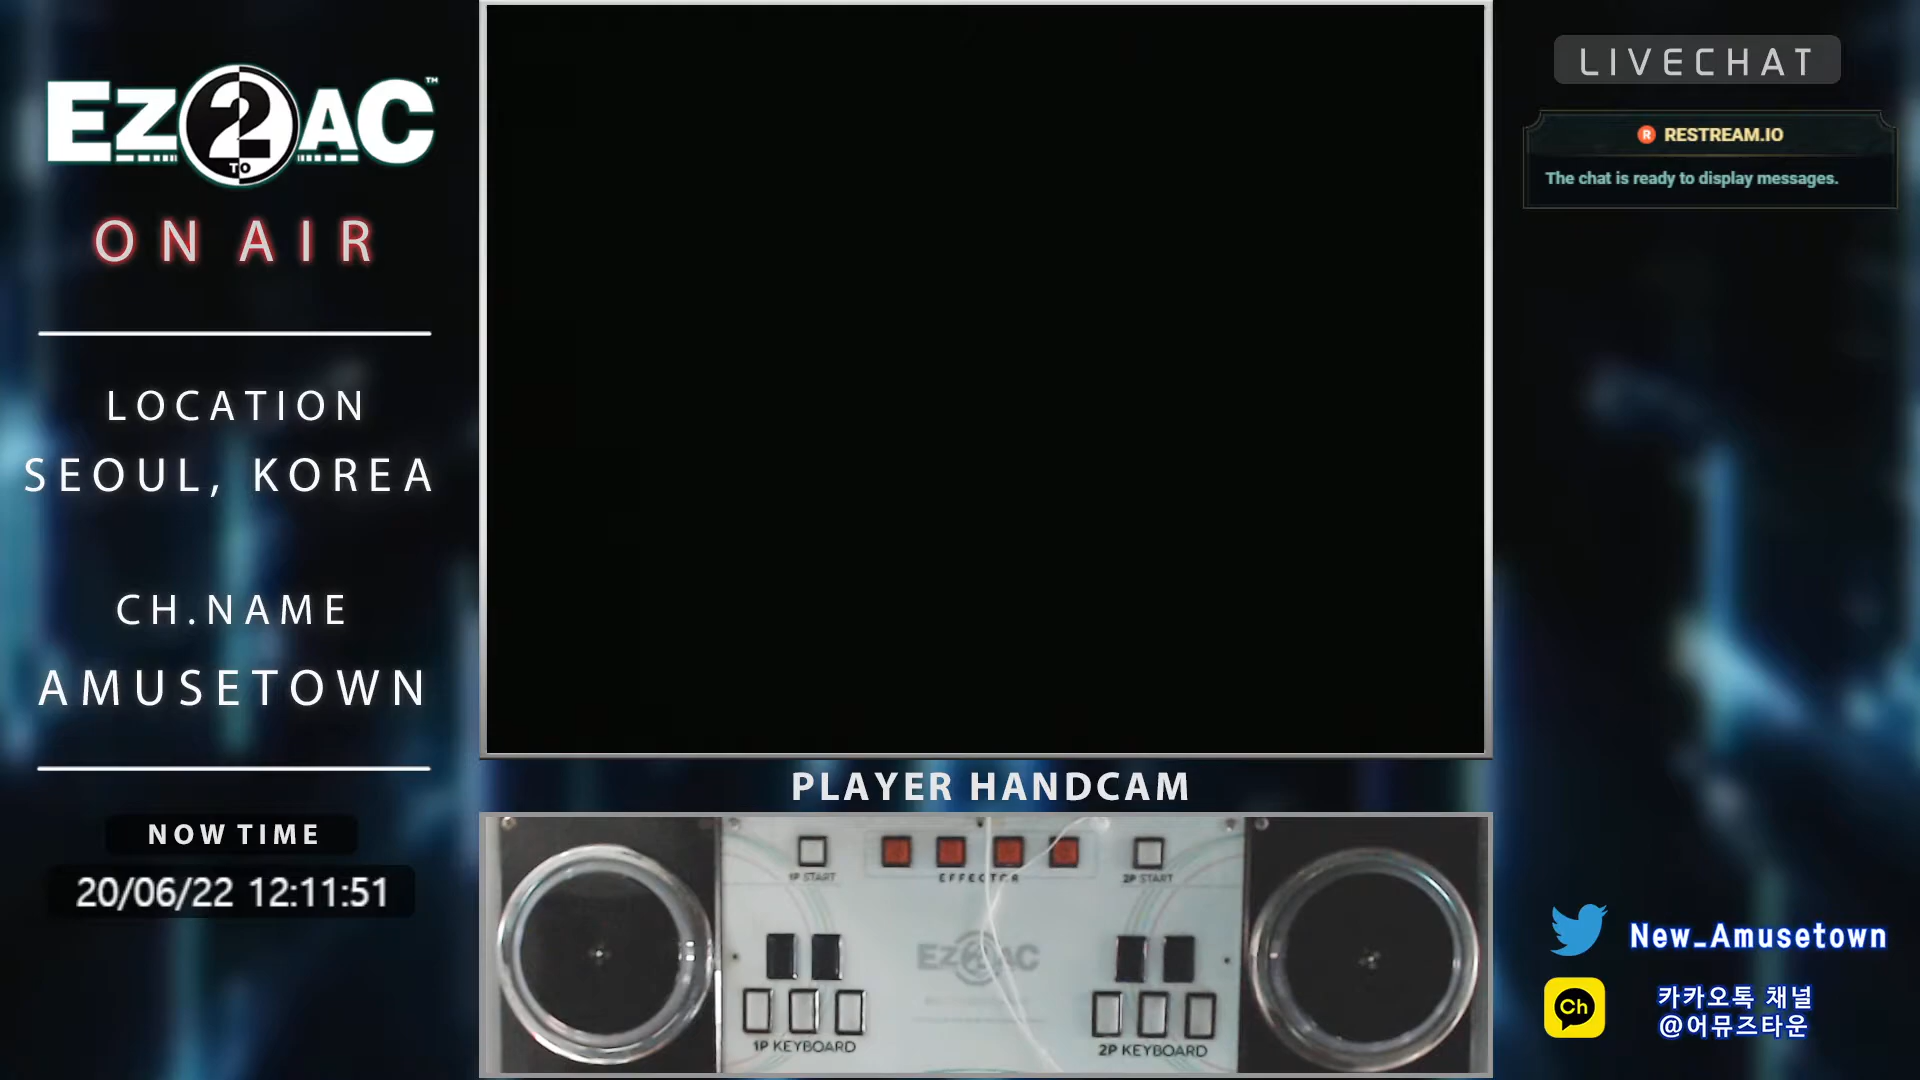 EZ2AC™
TO
ON AIR
LOCATION
SEOUL, KOREA
CH.NAME
AMUSETOWN
NOW TIME
20/06/22 12:11:51
PLAYER HANDCAM
1P START
EFFECTOR
2P START
EZ2AC
1P KEYBOARD
2P KEYBOARD
LIVECHAT
R RESTREAM.IO
The chat is ready to display messages.
New_Amusetown
Ch
카카오톡 채널
@어뮤즈타운